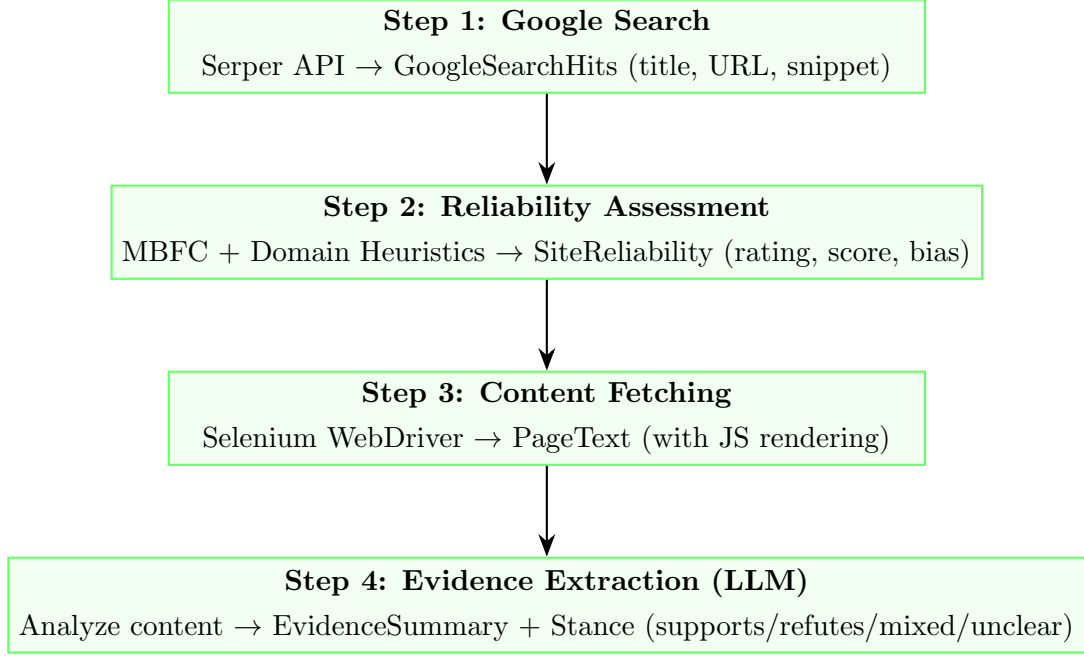 Step 1: Google Search
Serper API → GoogleSearchHits (title, URL, snippet)
Step 2: Reliability Assessment
MBFC + Domain Heuristics → SiteReliability (rating, score, bias)
Step 3: Content Fetching
Selenium WebDriver → PageText (with JS rendering)
Step 4: Evidence Extraction (LLM)
Analyze content → EvidenceSummary + Stance (supports/refutes/mixed/unclear)